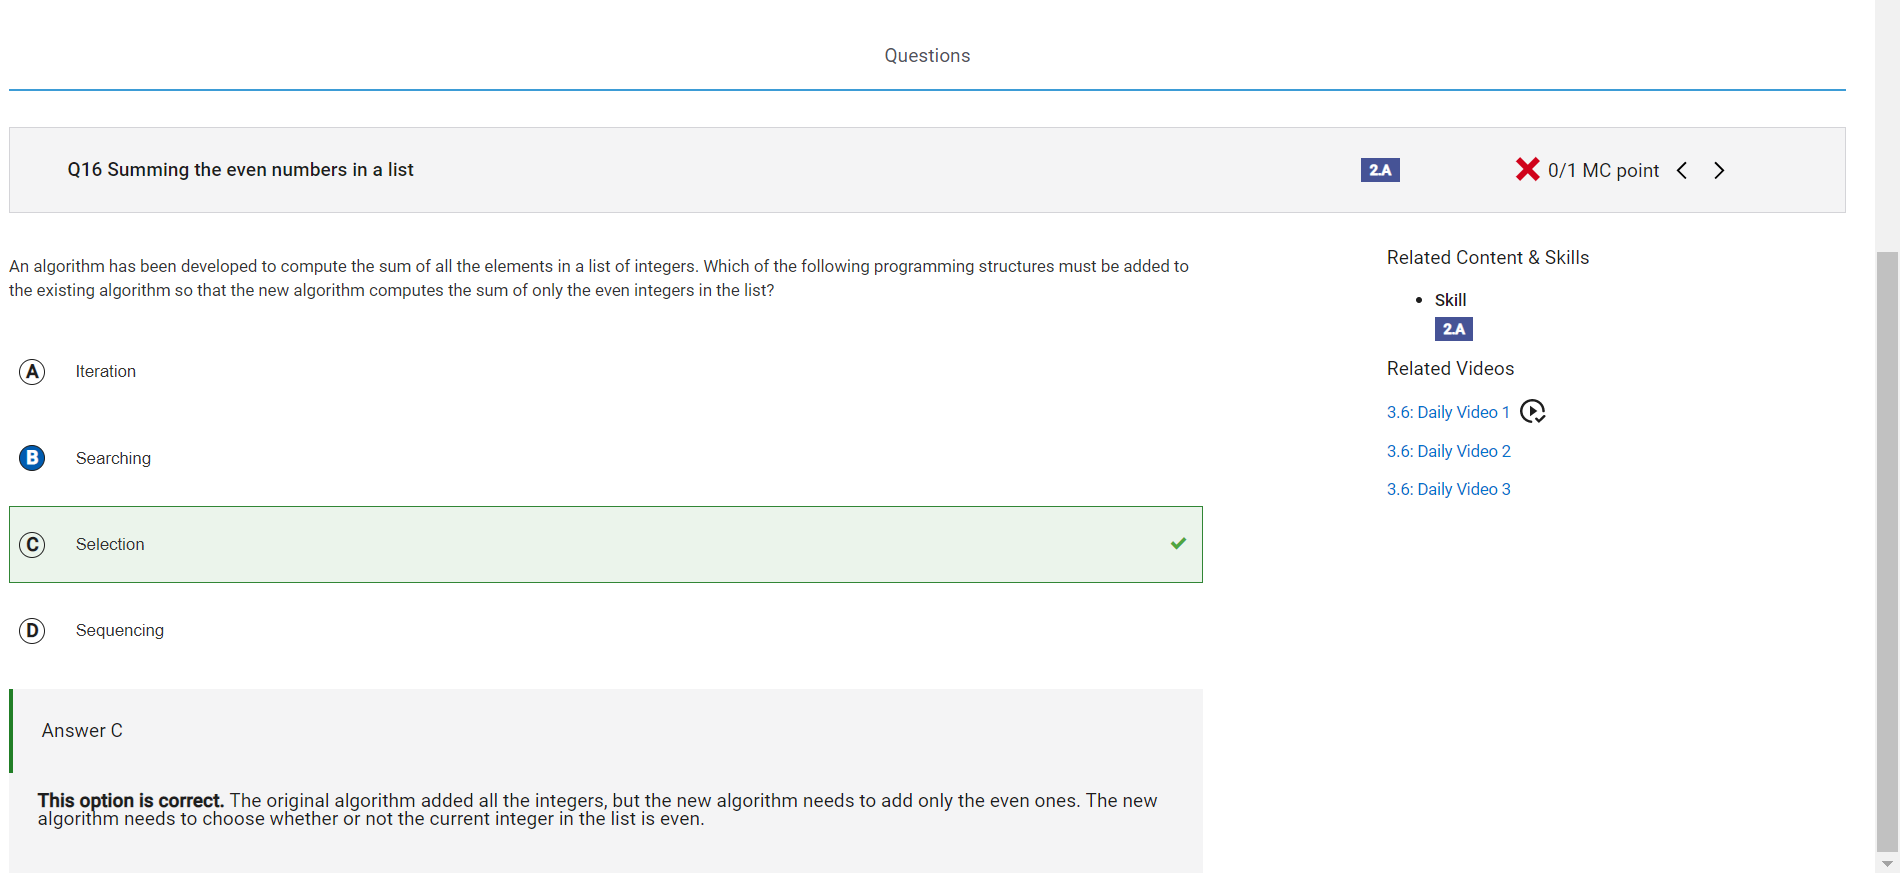 Questions
Q16 Summing the even numbers in a list
2.A
0/1 MC point
An algorithm has been developed to compute the sum of all the elements in a list of integers. Which of the following programming structures must be added to
the existing algorithm so that the new algorithm computes the sum of only the even integers in the list?
A Iteration
B Searching
C Selection
D Sequencing
Answer C
This option is correct. The original algorithm added all the integers, but the new algorithm needs to add only the even ones. The new
algorithm needs to choose whether or not the current integer in the list is even.
Related Content & Skills
Skill
2.A
Related Videos
3.6: Daily Video 1
3.6: Daily Video 2
3.6: Daily Video 3